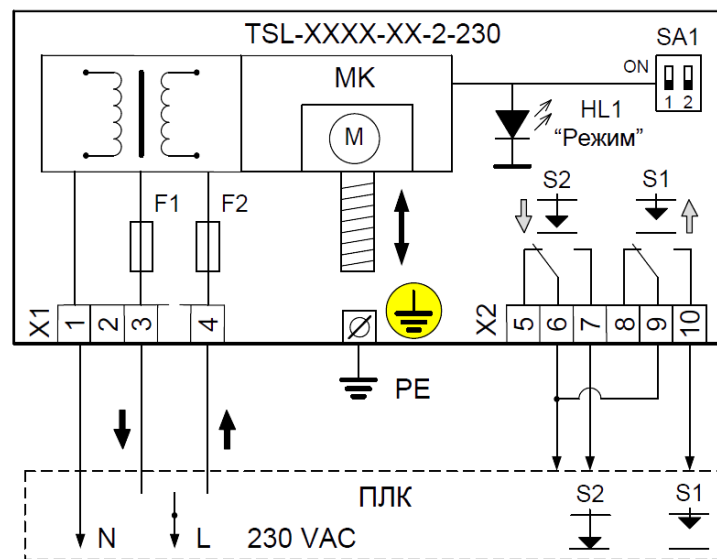 TSL-XXXX-XX-2-230
SA1
МК
ON
1 2
M
HL1
“Режим”
S2 S1
F1 F2
X1 1 2 3 4
X2 5 6 7 8 9 10
PE
ПЛК
S2 S1
N L 230 VAC